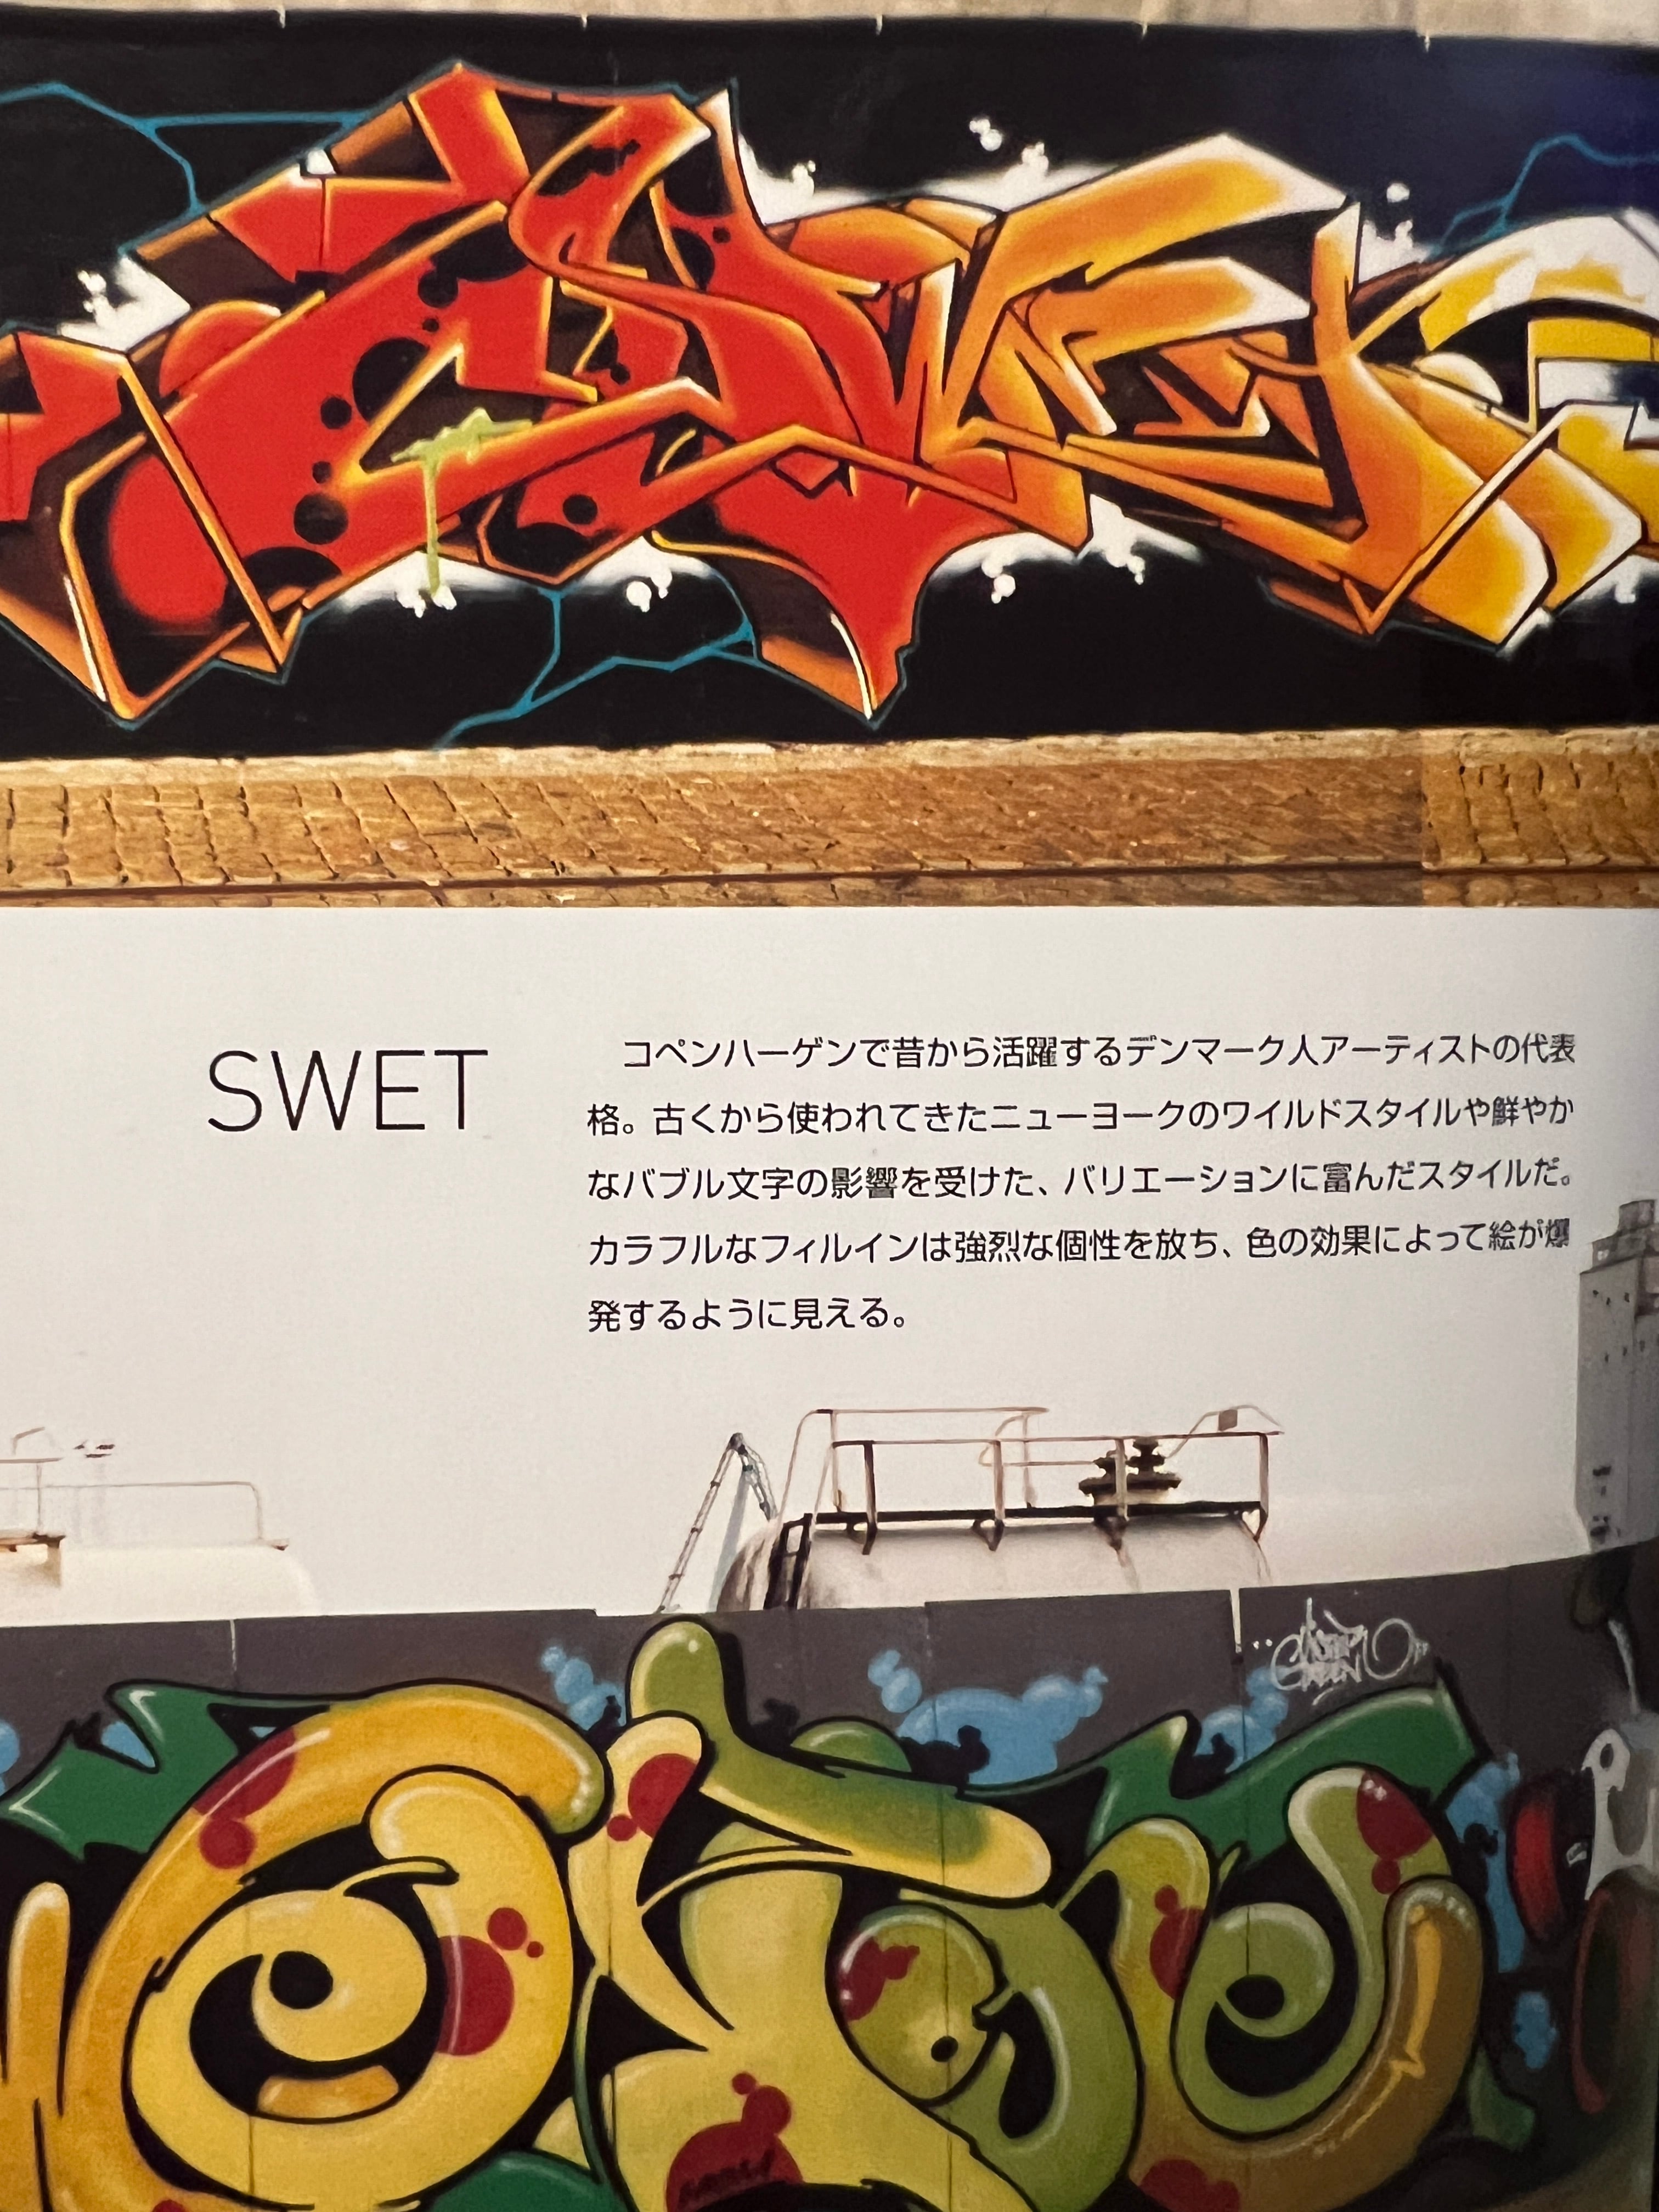 SWET
コペンハーゲンで昔から活躍するデンマーク人アーティストの代表
格。古くから使われてきたニューヨークのワイルドスタイルや鮮やか
なバブル文字の影響を受けた、バリエーションに富んだスタイルだ。
カラフルなフィルインは強烈な個性を放ち、色の効果によって絵が爆
発するように見える。